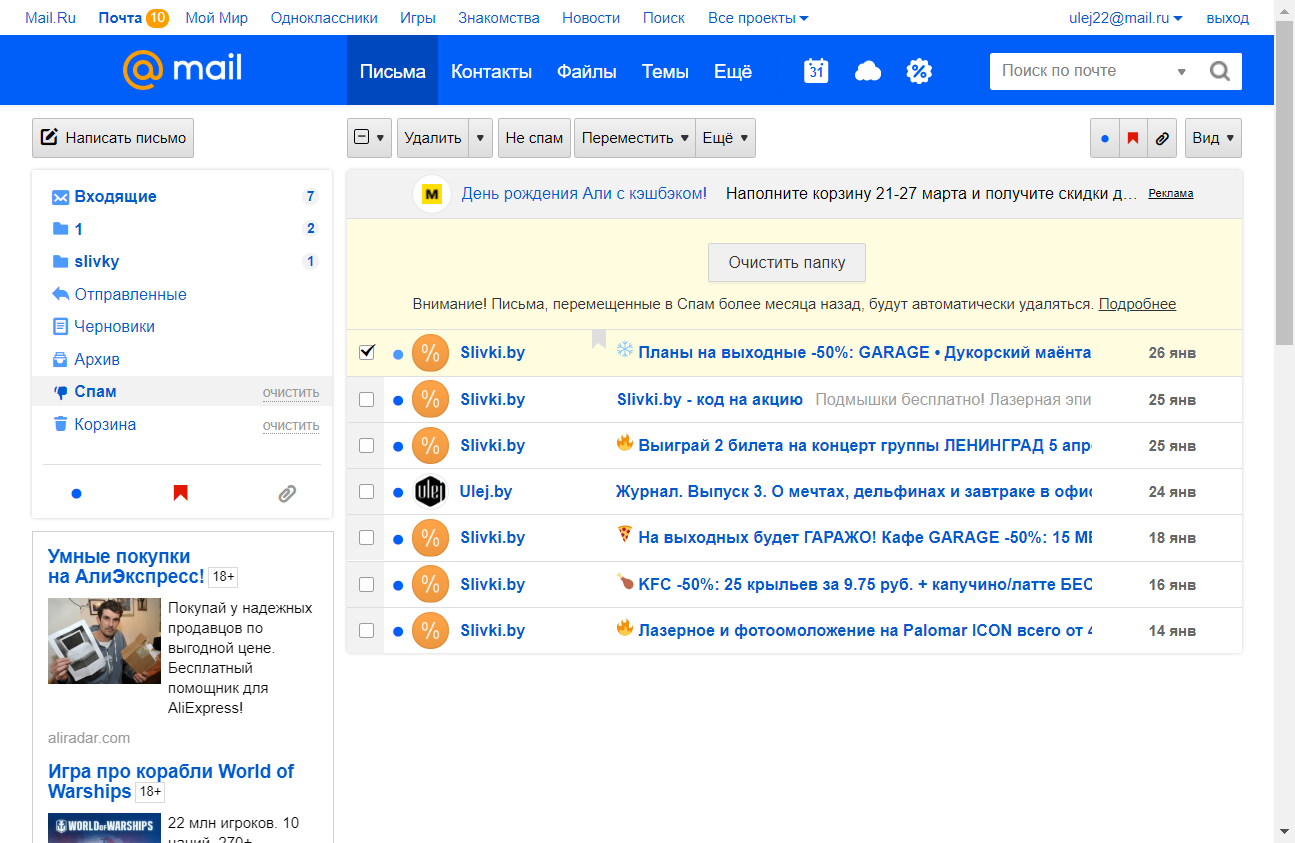 Mail.Ru Почта 10 Мой Мир Одноклассники Игры Знакомства Новости Поиск Все проекты ulej22@mail.ru выход
@mail Письма Контакты Файлы Темы Ещё 31 % Поиск по почте
Написать письмо Удалить Не спам Переместить Ещё Вид
Входящие 7
1 2
slivky 1
Отправленные
Черновики
Архив
Спам очистить
Корзина очистить
Умные покупки
на АлиЭкспресс! 18+
Покупай у надежных
продавцов по
выгодной цене.
Бесплатный
помощник для
AliExpress!
aliradar.com
Игра про корабли World of
Warships 18+
WORLD OF WARSHIPS
22 млн игроков. 10
наций, 270+
М День рождения Али с кэшбэком! Наполните корзину 21-27 марта и получите скидки д... Реклама
Очистить папку
Внимание! Письма, перемещенные в Спам более месяца назад, будут автоматически удаляться. Подробнее
% Slivki.by ❄ Планы на выходные -50%: GARAGE • Дукорский маёнта 26 янв
% Slivki.by Slivki.by - код на акцию Подмышки бесплатно! Лазерная эпи 25 янв
% Slivki.by 🔥 Выиграй 2 билета на концерт группы ЛЕНИНГРАД 5 апр 25 янв
ulej Ulej.by Журнал. Выпуск 3. О мечтах, дельфинах и завтраке в офис 24 янв
% Slivki.by 🍕 На выходных будет ГАРАЖО! Кафе GARAGE -50%: 15 МЕ 18 янв
% Slivki.by 🍗 KFC -50%: 25 крыльев за 9.75 руб. + капучино/латте БЕС 16 янв
% Slivki.by 🔥 Лазерное и фотоомоложение на Palomar ICON всего от 4 14 янв